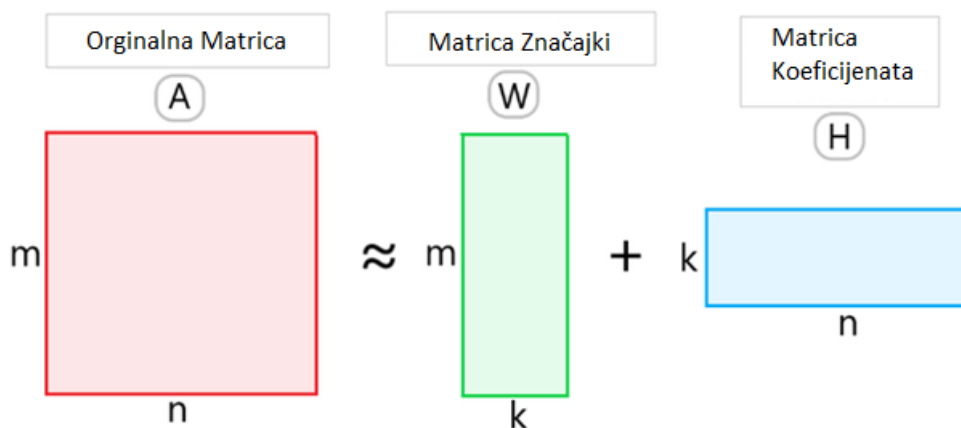 Orginalna Matrica
Matrica Značajki
Matrica
Koeficijenata
A
W
H
m
≈
m
+
k
n
k
n